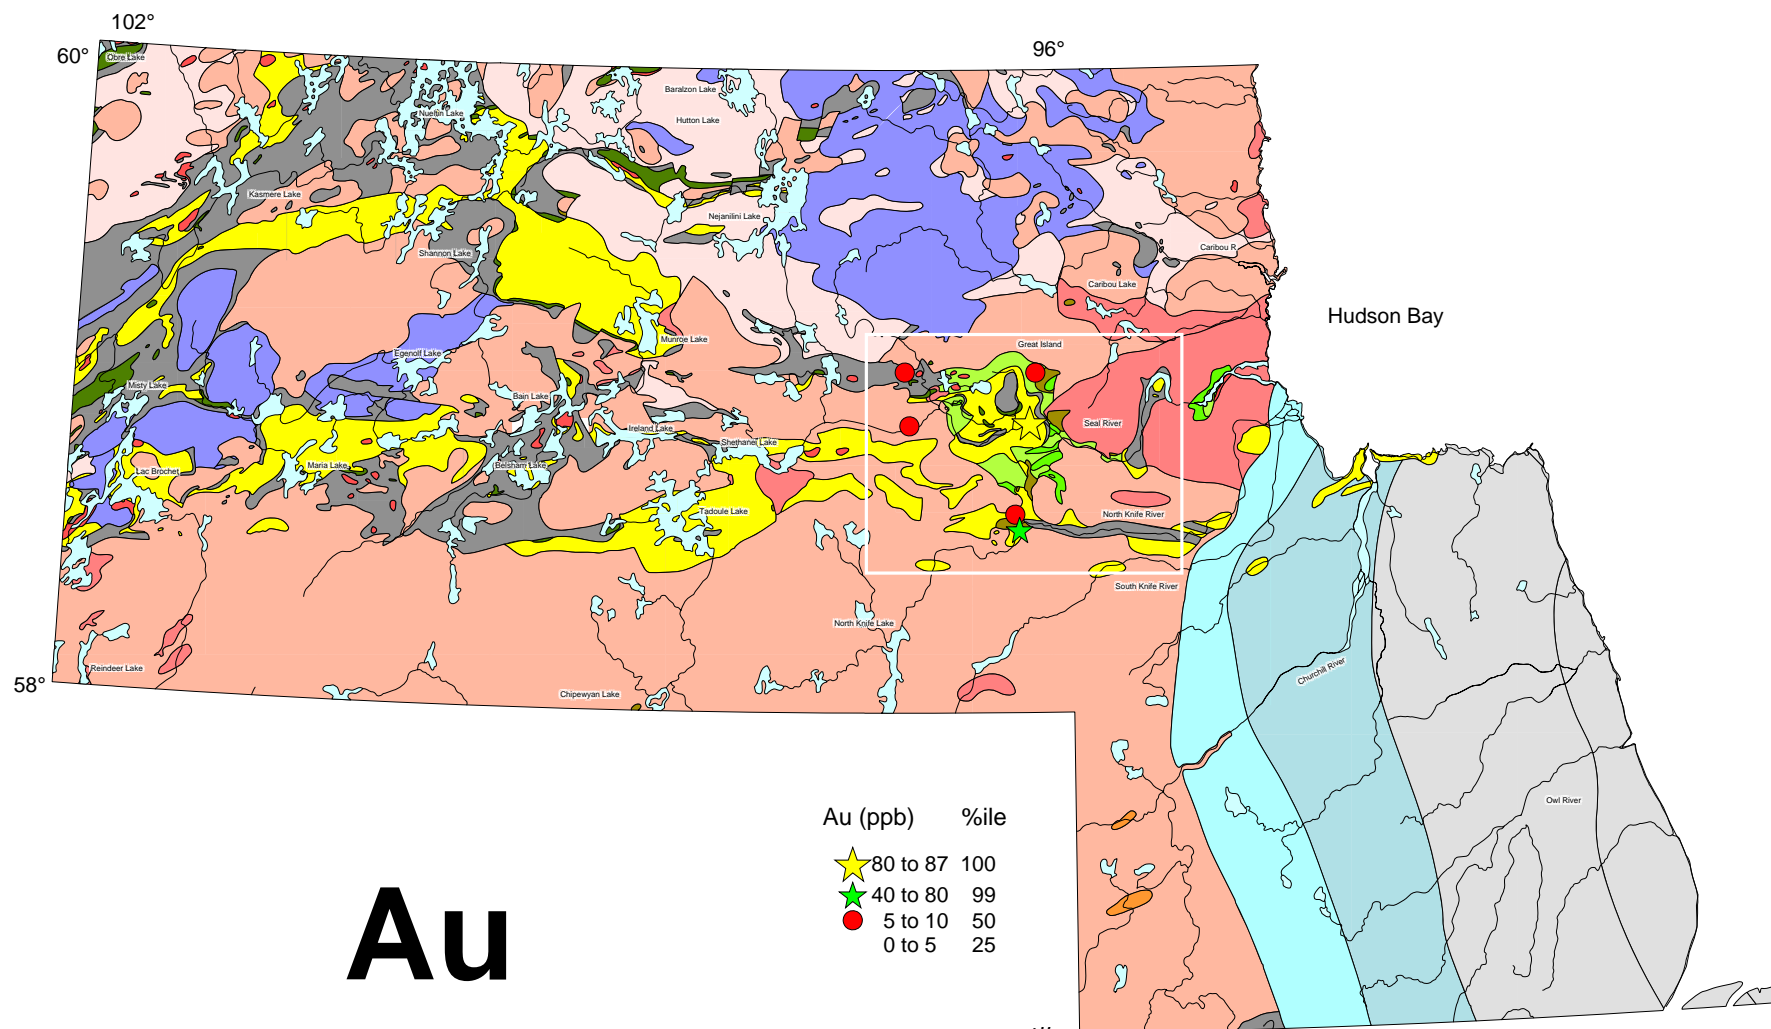 102°
60°
96°
Obre Lake
Baralzon Lake
Nueltin Lake
Hutton Lake
Kasmere Lake
Nejanilini Lake
Shannon Lake
Caribou R
Caribou Lake
Hudson Bay
Munroe Lake
Great Island
Egenolf Lake
Misty Lake
Bain Lake
Ireland Lake
Seal River
Shethanei Lake
Lac Brochet
Maria Lake
Belsham Lake
Tadoule Lake
North Knife River
South Knife River
North Knife Lake
Reindeer Lake
58°
Churchill River
Chipewyan Lake
Owl River
Au (ppb) %ile
80 to 87 100
40 to 80 99
5 to 10 50
0 to 5 25
Au